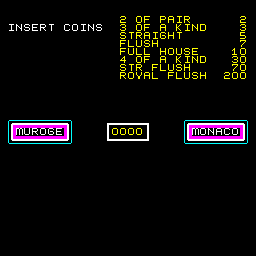 2 OF PAIR 2
INSERT COINS 3 OF A KIND 3
STRAIGHT 5
FLUSH 7
FULL HOUSE 10
4 OF A KIND 30
STR FLUSH 70
ROYAL FLUSH 200
MUROGE 0000 MONACO